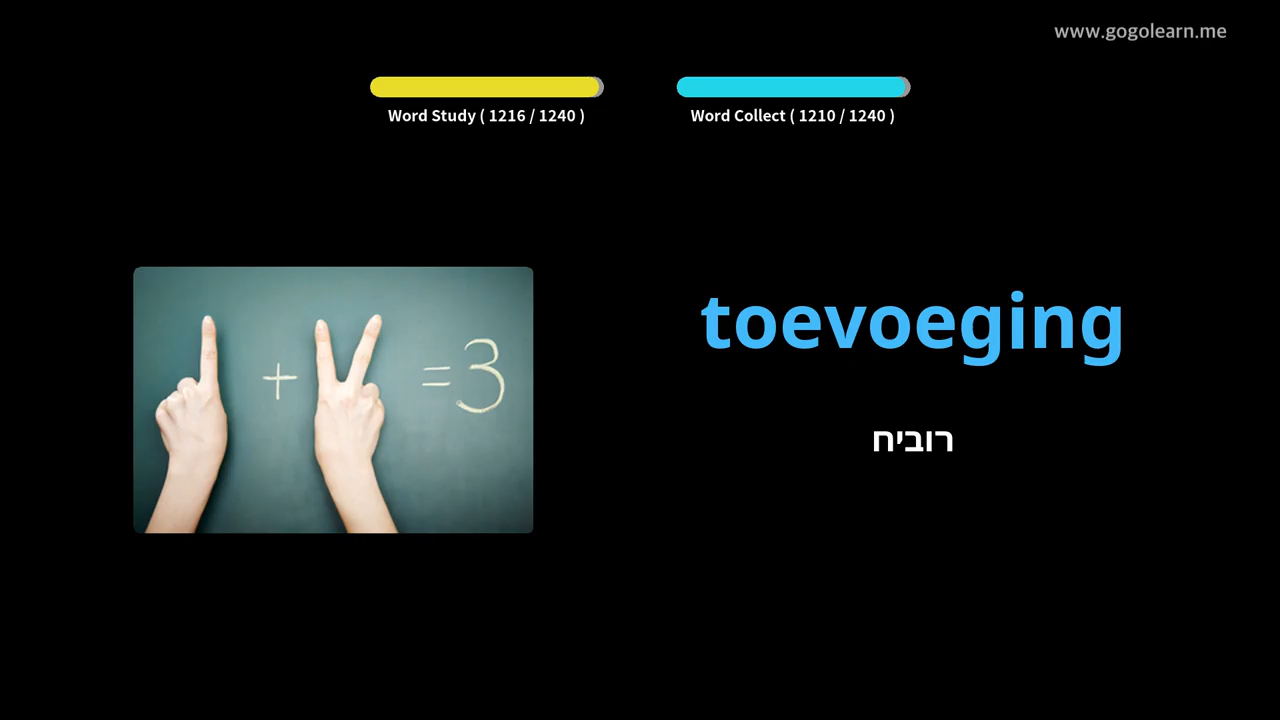 www.gogolearn.me
Word Study ( 1216 / 1240 )
Word Collect ( 1210 / 1240 )
+ =3
toevoeging
רוביח